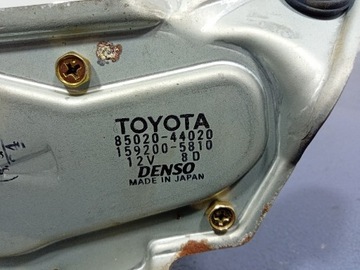 TOYOTA
85020-44020
159200-5810
12V 8D
DENSO
MADE IN JAPAN